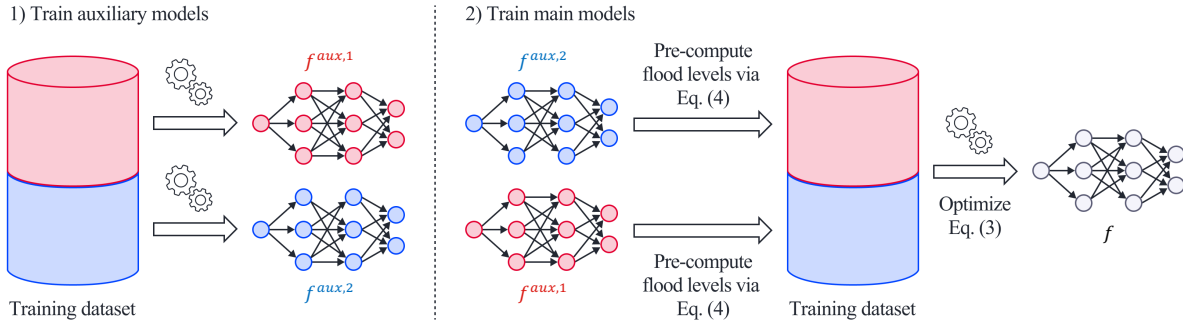 1) Train auxiliary models
f^{aux,1}
f^{aux,2}
Training dataset
2) Train main models
f^{aux,2}
Pre-compute
flood levels via
Eq. (4)
f^{aux,1}
Pre-compute
flood levels via
Eq. (4)
Training dataset
Optimize
Eq. (3)
f